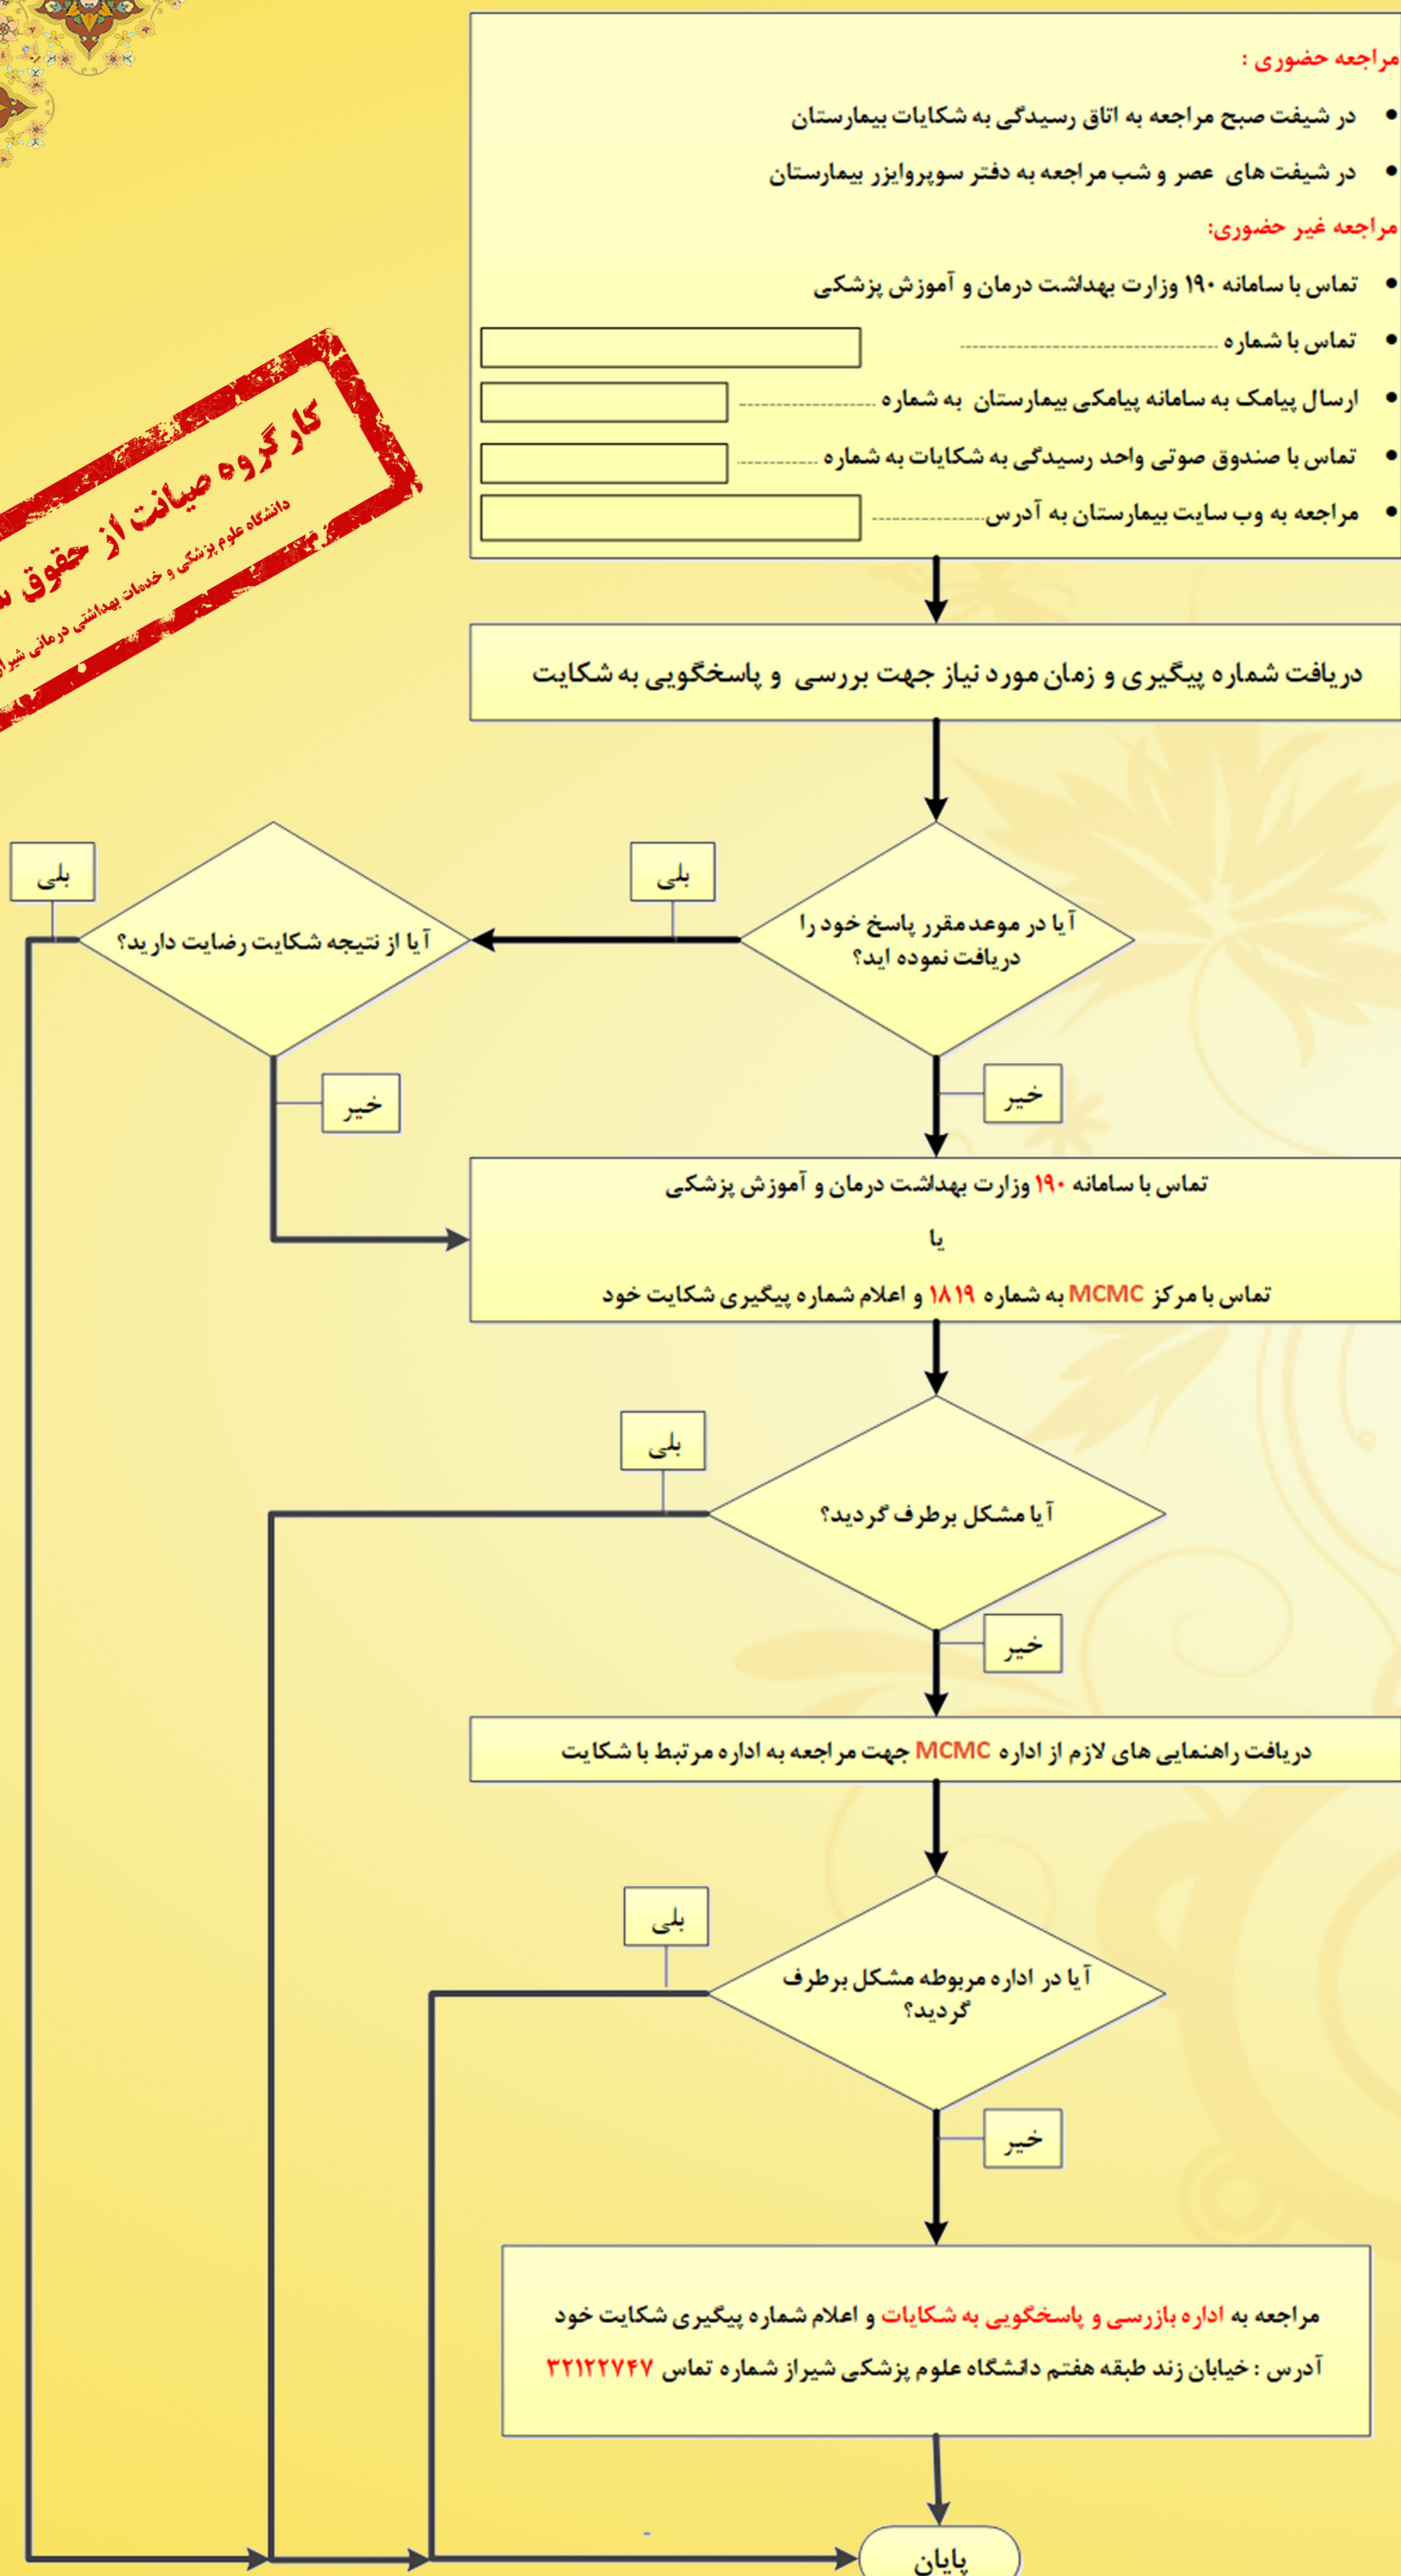 مراجعه حضوری :
• در شیفت صبح مراجعه به اتاق رسیدگی به شکایات بیمارستان
• در شیفت های عصر و شب مراجعه به دفتر سوپروایزر بیمارستان
مراجعه غیر حضوری:
• تماس با سامانه ۱۹۰ وزارت بهداشت درمان و آموزش پزشکی
• تماس با شماره
• ارسال پیامک به سامانه پیامکی بیمارستان به شماره
• تماس با صندوق صوتی واحد رسیدگی به شکایات به شماره
• مراجعه به وب سایت بیمارستان به آدرس
کارگروه صیانت از حقوق
دانشگاه علوم پزشکی و خدمات بهداشتی درمانی
دریافت شماره پیگیری و زمان مورد نیاز جهت بررسی و پاسخگویی به شکایت
آیا در موعد مقرر پاسخ خود را
دریافت نموده اید؟
بلی
خیر
آیا از نتیجه شکایت رضایت دارید؟
بلی
خیر
تماس با سامانه ۱۹۰ وزارت بهداشت درمان و آموزش پزشکی
یا
تماس با مرکز MCMC به شماره ۱۸۱۹ و اعلام شماره پیگیری شکایت خود
آیا مشکل برطرف گردید؟
بلی
خیر
دریافت راهنمایی های لازم از اداره MCMC جهت مراجعه به اداره مرتبط با شکایت
آیا در اداره مربوطه مشکل برطرف
گردید؟
بلی
خیر
مراجعه به اداره بازرسی و پاسخگویی به شکایات و اعلام شماره پیگیری شکایت خود
آدرس : خیابان زند طبقه هفتم دانشگاه علوم پزشکی شیراز شماره تماس ۳۲۱۲۲۷۴۷
پایان